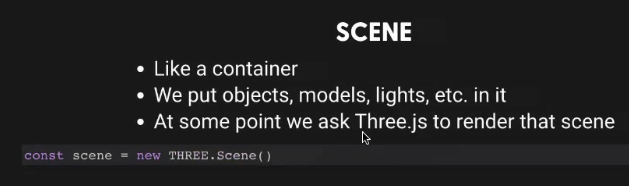 SCENE
• Like a container
• We put objects, models, lights, etc. in it
• At some point we ask Three.js to render that scene
const scene = new THREE.Scene()